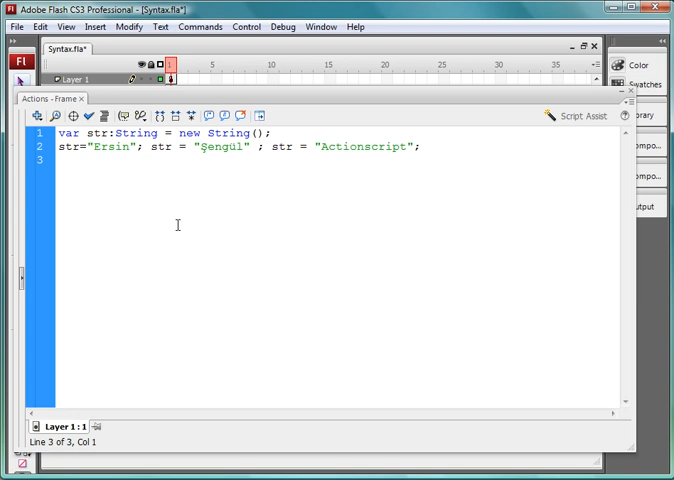 Adobe Flash CS3 Professional - [Syntax.fla*]
File Edit View Insert Modify Text Commands Control Debug Window Help
Fl
Syntax.fla*
1 5 10 15 20 25 30
Layer 1
Color
Swatches
Actions - Frame
Script Assist
1 var str:String = new String();
2 str="Ersin"; str = "Şengül" ; str = "Actionscript";
3
Layer 1 : 1
Line 3 of 3, Col 1